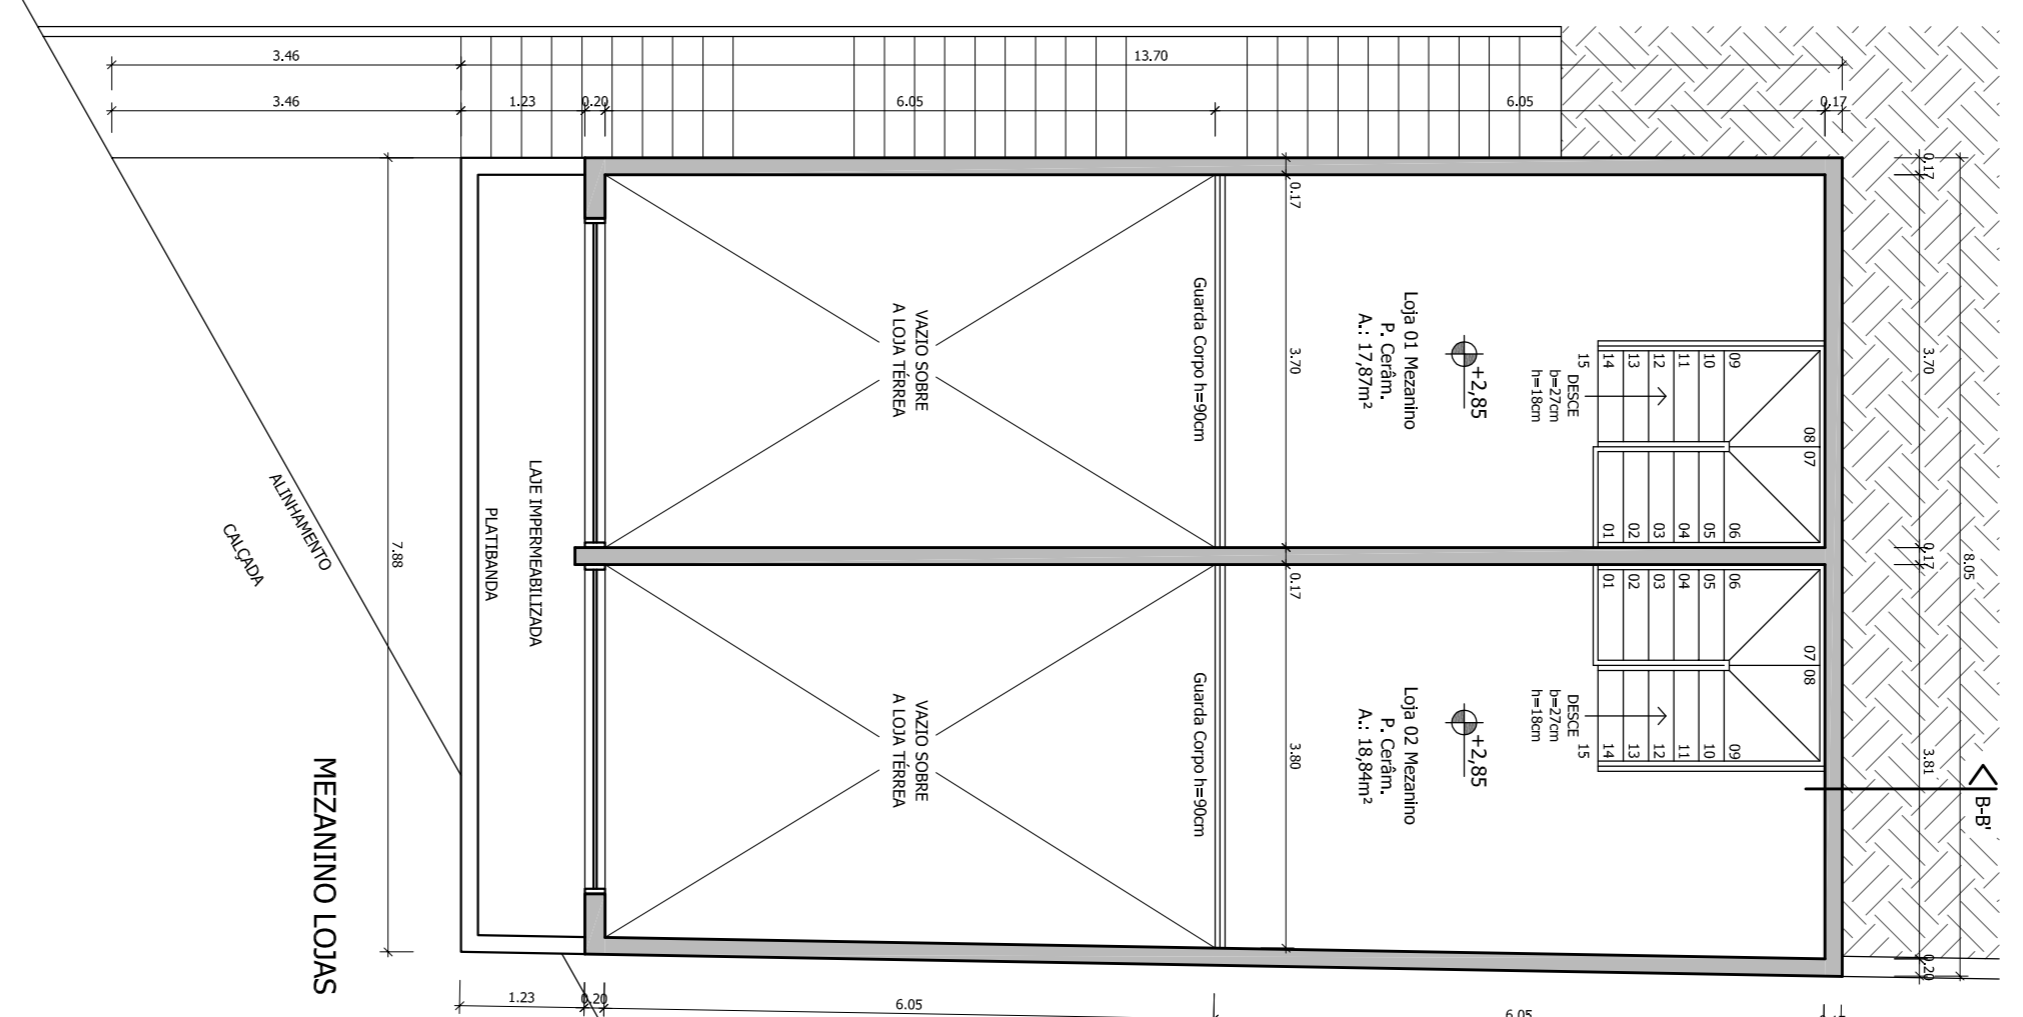 3.46
13.70
3.46
1.23
0.20
6.05
6.05
0.17
0.17
3.70
0.17
8.05
3.81
0.20
B-B'
0.17
3.70
0.17
3.80
7.88
VAZIO SOBRE
A LOJA TÉRREA
Guarda Corpo h=90cm
Loja 01 Mezanino
P. Cerâm.
A.: 17,87m²
+2,85
DESCE
b=27cm
h=18cm
15
14
13
12
11
10
09
08
07
01
02
03
04
05
06
VAZIO SOBRE
A LOJA TÉRREA
Guarda Corpo h=90cm
Loja 02 Mezanino
P. Cerâm.
A.: 18,84m²
+2,85
DESCE
b=27cm
h=18cm
01
02
03
04
05
06
07
08
15
14
13
12
11
10
09
LAJE IMPERMEABILIZADA
PLATIBANDA
ALINHAMENTO
CALÇADA
MEZANINO LOJAS
1.23
0.20
6.05
6.05